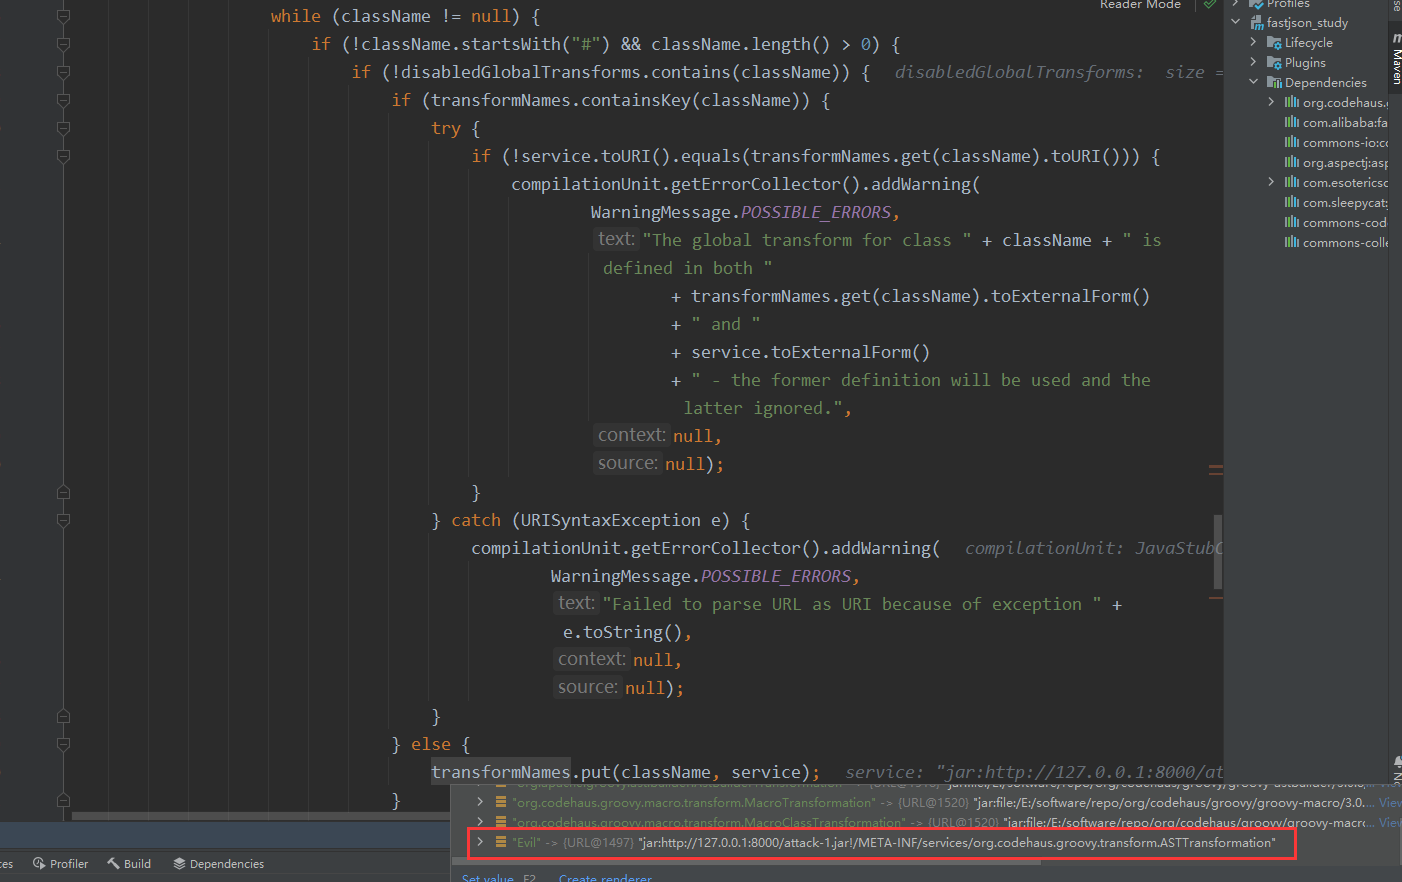 while (className != null) {
if (!className.startsWith("#") && className.length() > 0) {
if (!disabledGlobalTransforms.contains(className)) { disabledGlobalTransforms: size =
if (transformNames.containsKey(className)) {
try {
if (!service.toURI().equals(transformNames.get(className).toURI())) {
compilationUnit.getErrorCollector().addWarning(
WarningMessage.POSSIBLE_ERRORS,
text: "The global transform for class " + className + " is
defined in both "
+ transformNames.get(className).toExternalForm()
+ " and "
+ service.toExternalForm()
+ " - the former definition will be used and the
latter ignored.",
context: null,
source: null);
}
} catch (URISyntaxException e) {
compilationUnit.getErrorCollector().addWarning( compilationUnit: JavaStubC
WarningMessage.POSSIBLE_ERRORS,
text: "Failed to parse URL as URI because of exception " +
e.toString(),
context: null,
source: null);
}
} else {
transformNames.put(className, service); service: "jar:http://127.0.0.1:8000/at
}
Reader Mode
Profiles
fastjson_study
Lifecycle
Plugins
Dependencies
org.codehaus.g
com.alibaba:fa
commons-io:co
org.aspectj:asp
com.esotericsc
com.sleepycat:
commons-cod
commons-colle
se
Maven
N
"org.codehaus.groovy.macro.transform.MacroTransformation" -> {URL@1520} "jar:file:/E:/software/repo/org/codehaus/groovy/groovy-macro/3.0.... View
"org.codehaus.groovy.macro.transform.MacroClassTransformation" -> {URL@1520} "jar:file:/E:/software/repo/org/codehaus/groovy/groovy-macro... View
"Evil" -> {URL@1497} "jar:http://127.0.0.1:8000/attack-1.jar!/META-INF/services/org.codehaus.groovy.transform.ASTTransformation"
Set value F2 Create renderer
ces Profiler Build Dependencies